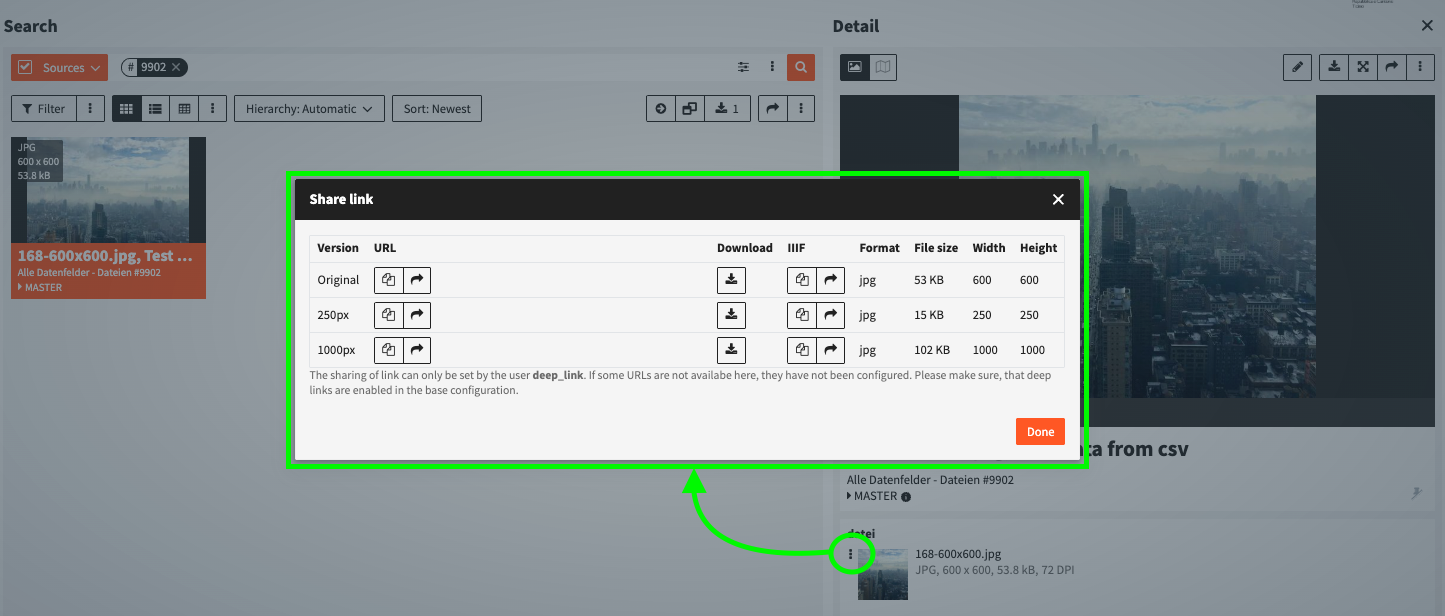 Search
Detail
Sources
# 9902
Filter
Hierarchy: Automatic
Sort: Newest
1
JPG
600 x 600
53.8 kB
168-600x600.jpg, Test ...
Alle Datenfelder - Dateien #9902
MASTER
Share link
Version URL Download IIIF Format File size Width Height
Original jpg 53 KB 600 600
250px jpg 15 KB 250 250
1000px jpg 102 KB 1000 1000
The sharing of link can only be set by the user deep_link. If some URLs are not availabe here, they have not been configured. Please make sure, that deep
links are enabled in the base configuration.
Done
from csv
Alle Datenfelder - Dateien #9902
MASTER
datei
168-600x600.jpg
JPG, 600 x 600, 53.8 kB, 72 DPI